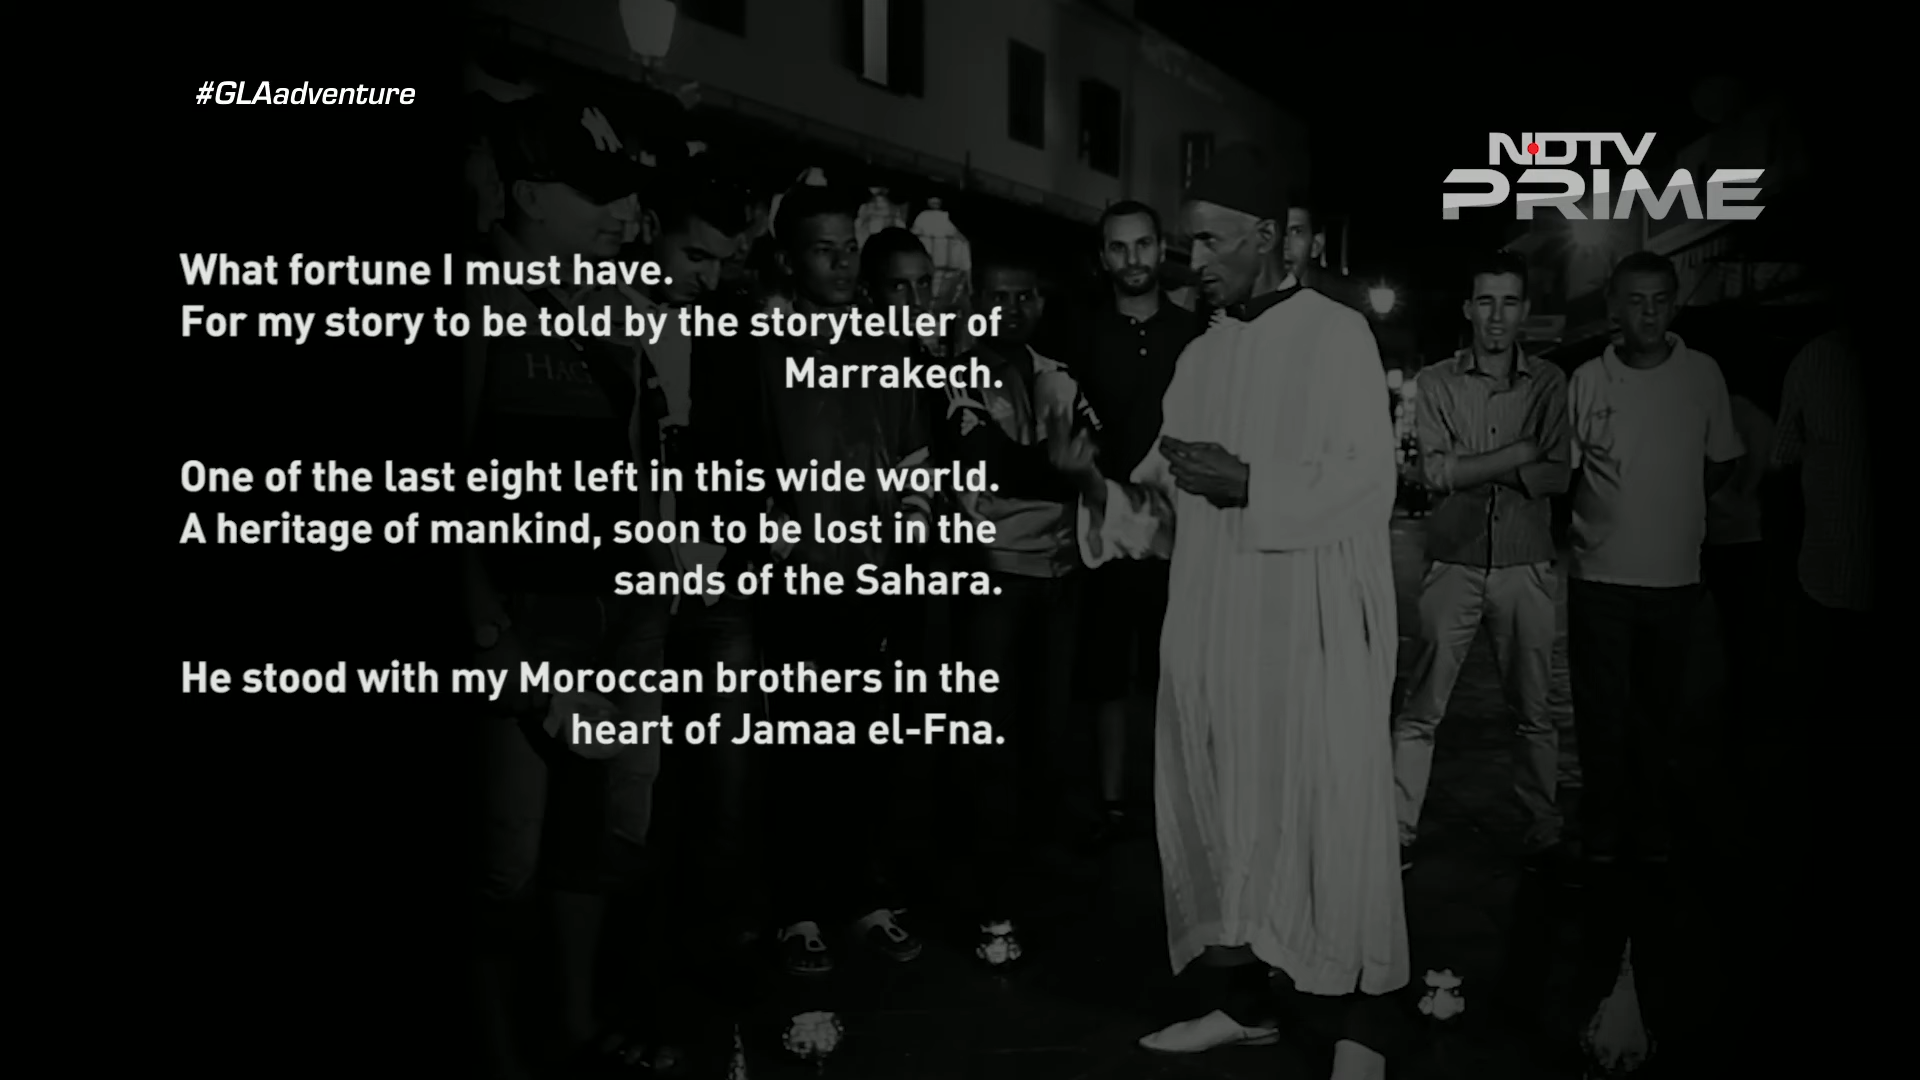 #GLAadventure
NDTV
PRIME
What fortune I must have.
For my story to be told by the storyteller of
Marrakech.
One of the last eight left in this wide world.
A heritage of mankind, soon to be lost in the
sands of the Sahara.
He stood with my Moroccan brothers in the
heart of Jamaa el-Fna.